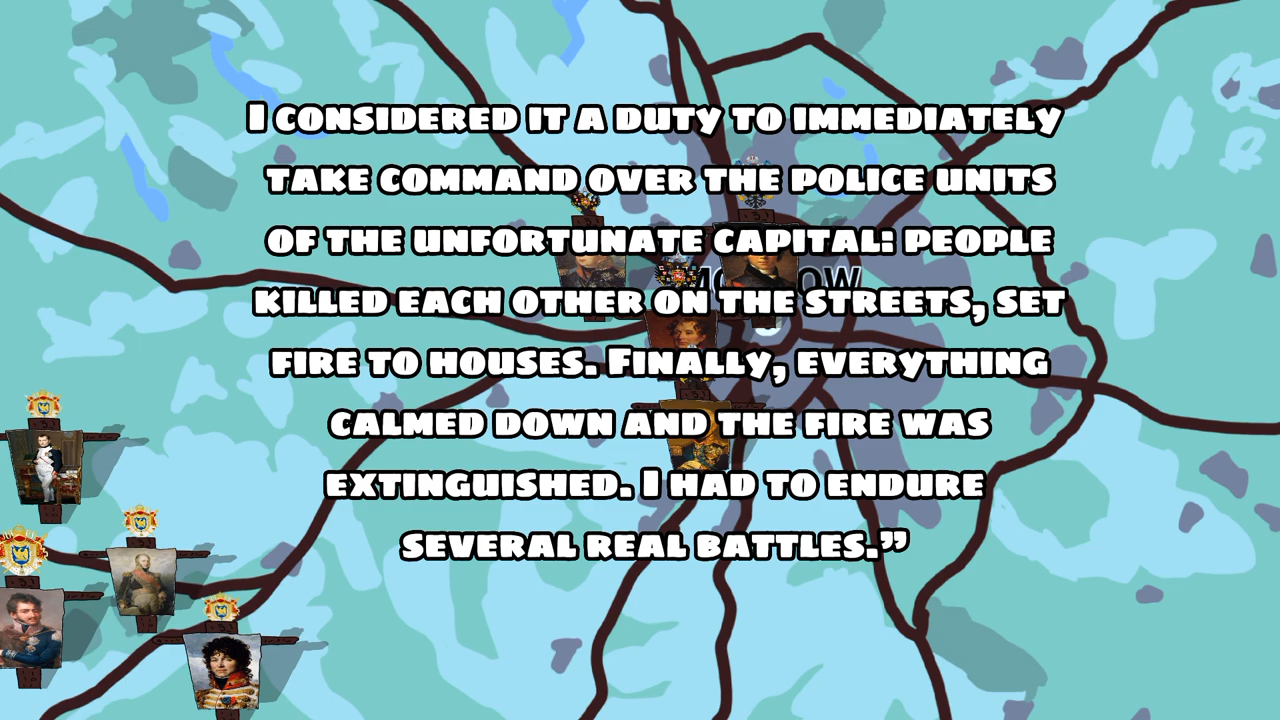 I considered it a duty to immediately
take command over the police units
of the unfortunate capital: people
killed each other on the streets, set
fire to houses. Finally, everything
calmed down and the fire was
extinguished. I had to endure
several real battles.”